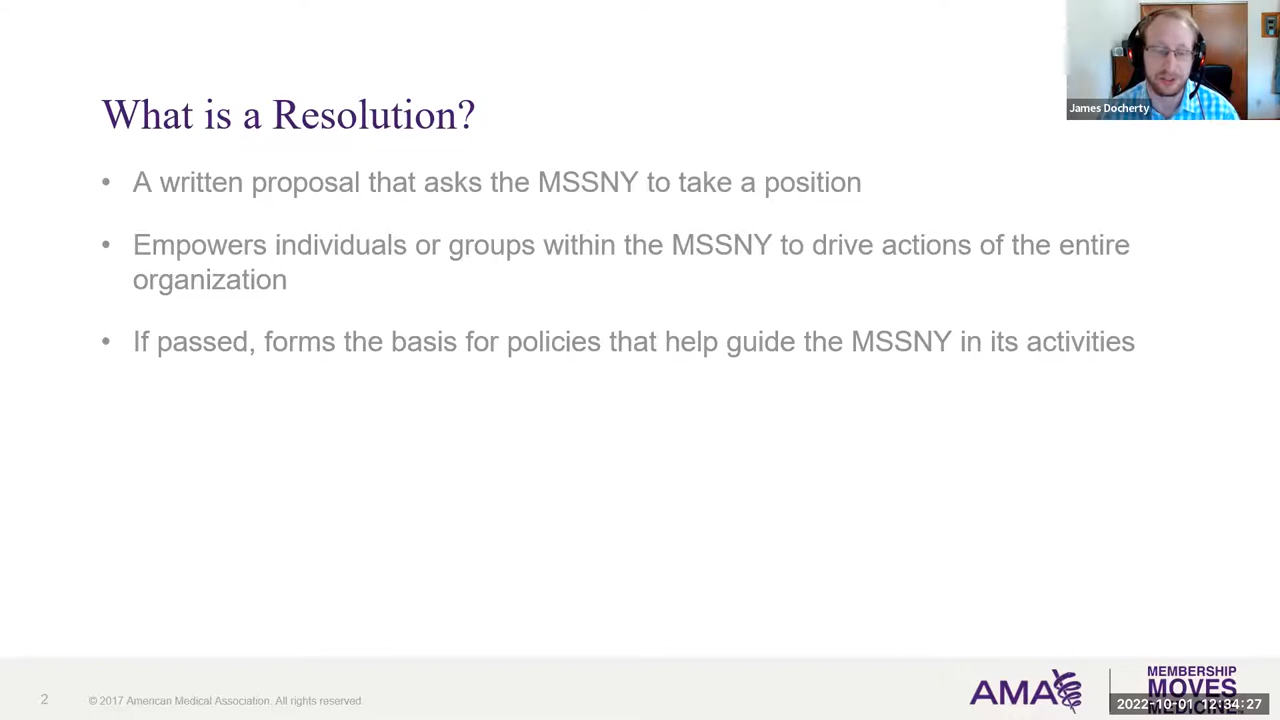 James Docherty
What is a Resolution?
• A written proposal that asks the MSSNY to take a position
• Empowers individuals or groups within the MSSNY to drive actions of the entire
organization
• If passed, forms the basis for policies that help guide the MSSNY in its activities
2
© 2017 American Medical Association. All rights reserved.
AMA
MEMBERSHIP
MOVES
MEDICINE
2022-10-01 12:34:27